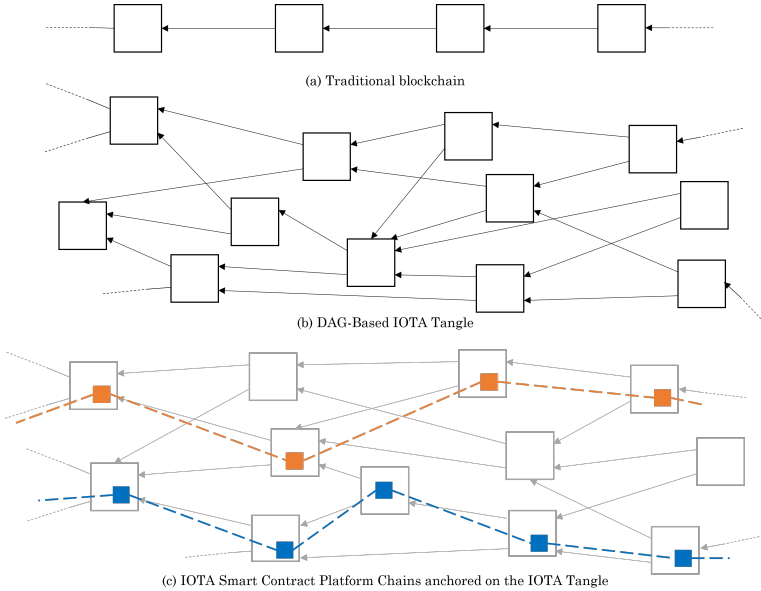 (a) Traditional blockchain
(b) DAG-Based IOTA Tangle
(c) IOTA Smart Contract Platform Chains anchored on the IOTA Tangle